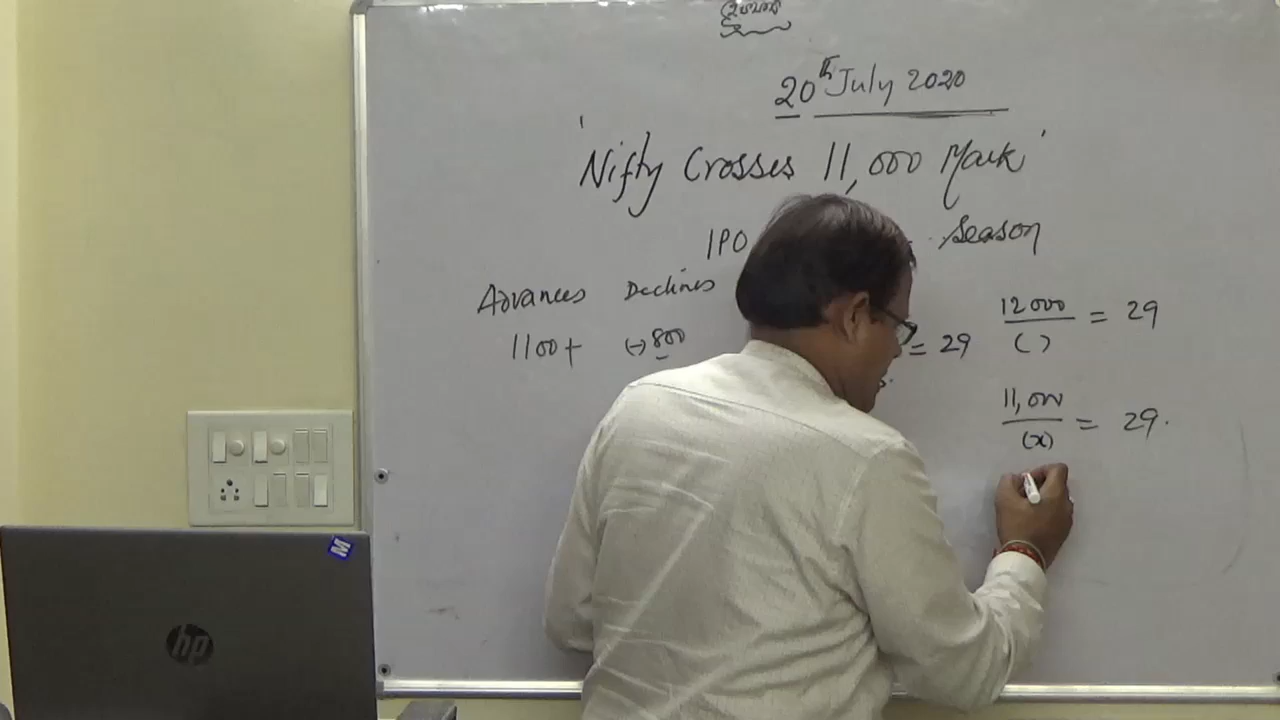 20th July 2020
'Nifty Crosses 11,000 Mark'
IPO Season
Advances Declines
1100+ (-) 800
= 29
12000 / ( ) = 29
11,000 / (x) = 29.
hp
M